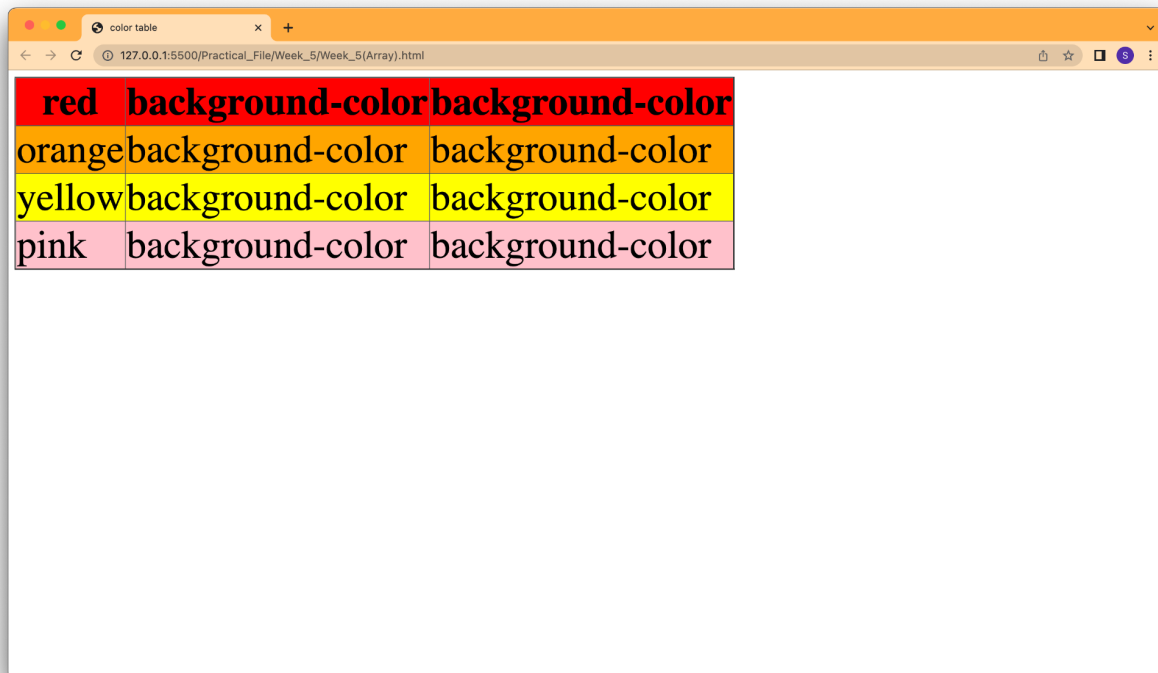 color table
127.0.0.1:5500/Practical_File/Week_5/Week_5(Array).html
S
red background-color background-color
orange background-color background-color
yellow background-color background-color
pink background-color background-color